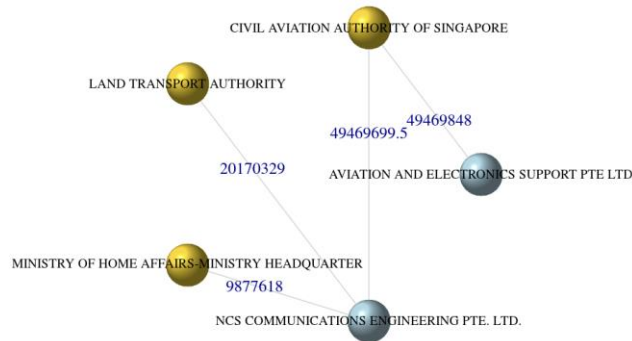 CIVIL AVIATION AUTHORITY OF SINGAPORE
LAND TRANSPORT AUTHORITY
49469848
49469699.5
20170329
AVIATION AND ELECTRONICS SUPPORT PTE LTD
MINISTRY OF HOME AFFAIRS-MINISTRY HEADQUARTER
9877618
NCS COMMUNICATIONS ENGINEERING PTE. LTD.